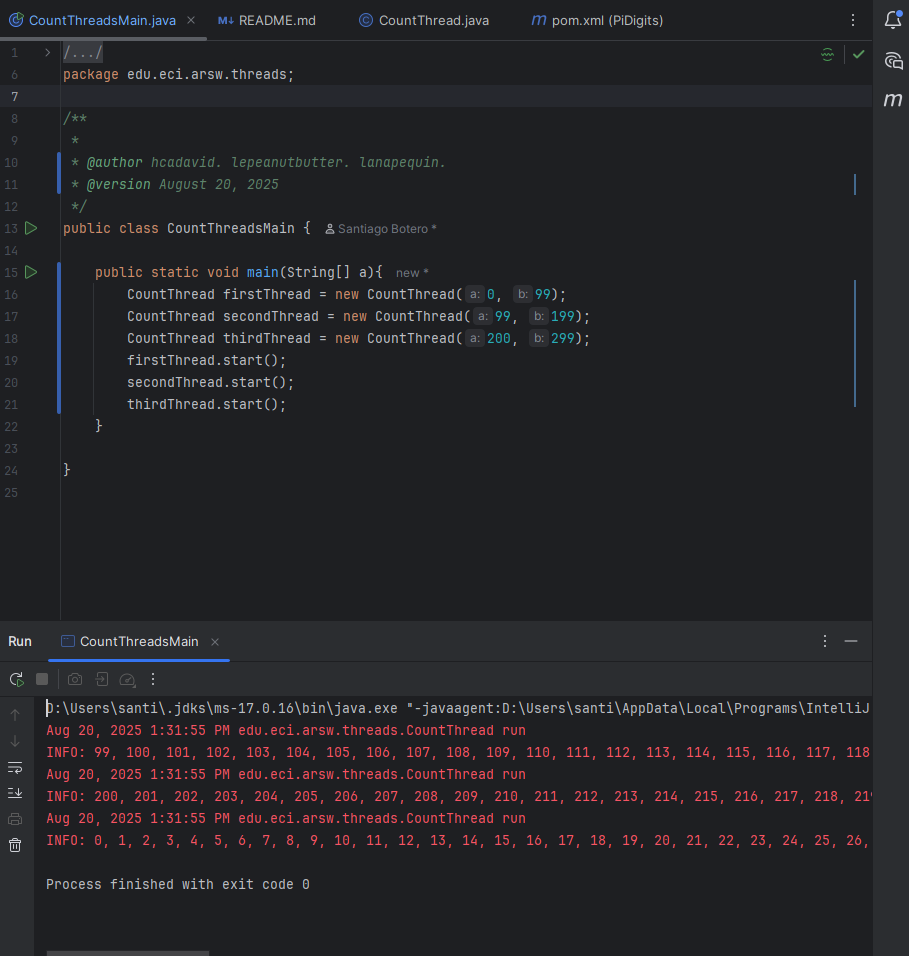 CountThreadsMain.java × M↓ README.md CountThread.java m pom.xml (PiDigits)
1 > /.../
6 package edu.eci.arsw.threads;
7
8 /**
9 *
10 * @author hcadavid. lepeanutbutter. lanapequin.
11 * @version August 20, 2025
12 */
13 public class CountThreadsMain { Santiago Botero *
14
15 public static void main(String[] a){ new *
16 CountThread firstThread = new CountThread( a: 0, b: 99);
17 CountThread secondThread = new CountThread( a: 99, b: 199);
18 CountThread thirdThread = new CountThread( a: 200, b: 299);
19 firstThread.start();
20 secondThread.start();
21 thirdThread.start();
22 }
23
24 }
25
Run CountThreadsMain ×
D:\Users\santi\.jdks\ms-17.0.16\bin\java.exe "-javaagent:D:\Users\santi\AppData\Local\Programs\IntelliJ
Aug 20, 2025 1:31:55 PM edu.eci.arsw.threads.CountThread run
INFO: 99, 100, 101, 102, 103, 104, 105, 106, 107, 108, 109, 110, 111, 112, 113, 114, 115, 116, 117, 118
Aug 20, 2025 1:31:55 PM edu.eci.arsw.threads.CountThread run
INFO: 200, 201, 202, 203, 204, 205, 206, 207, 208, 209, 210, 211, 212, 213, 214, 215, 216, 217, 218, 219
Aug 20, 2025 1:31:55 PM edu.eci.arsw.threads.CountThread run
INFO: 0, 1, 2, 3, 4, 5, 6, 7, 8, 9, 10, 11, 12, 13, 14, 15, 16, 17, 18, 19, 20, 21, 22, 23, 24, 25, 26,
Process finished with exit code 0